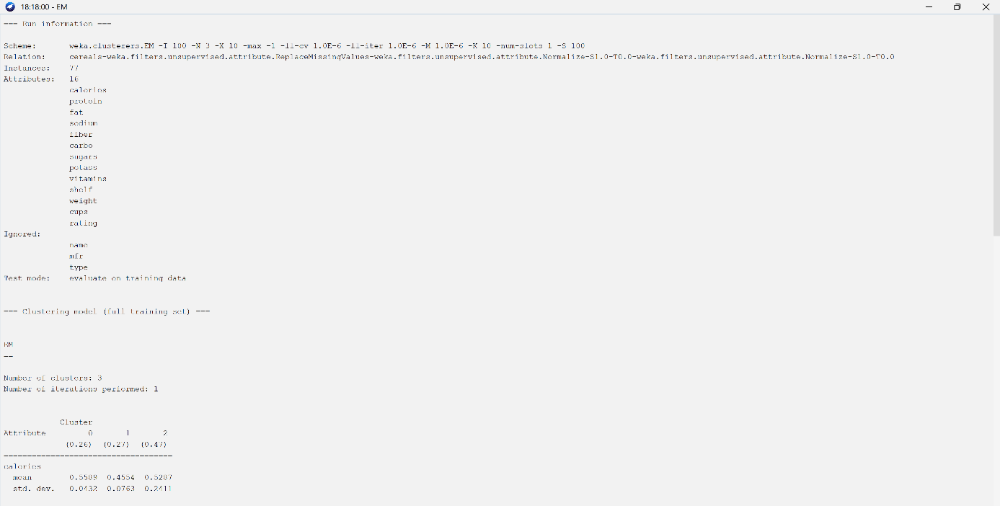 18:18:00 - EM
=== Run information ===
Scheme: weka.clusterers.EM -I 100 -N 3 -X 10 -max -1 -ll-cv 1.0E-6 -ll-iter 1.0E-6 -M 1.0E-6 -K 10 -num-slots 1 -S 100
Relation: cereals-weka.filters.unsupervised.attribute.ReplaceMissingValues-weka.filters.unsupervised.attribute.Normalize-S1.0-T0.0-weka.filters.unsupervised.attribute.Normalize-S1.0-T0.0
Instances: 77
Attributes: 16
calories
protein
fat
sodium
fiber
carbo
sugars
potass
vitamins
shelf
weight
cups
rating
Ignored:
name
mfr
type
Test mode: evaluate on training data
=== Clustering model (full training set) ===
EM
==
Number of clusters: 3
Number of iterations performed: 1
Cluster
Attribute 0 1 2
(0.26) (0.27) (0.47)
====================================
calories
mean 0.5589 0.4554 0.5287
std. dev. 0.0432 0.0763 0.2411